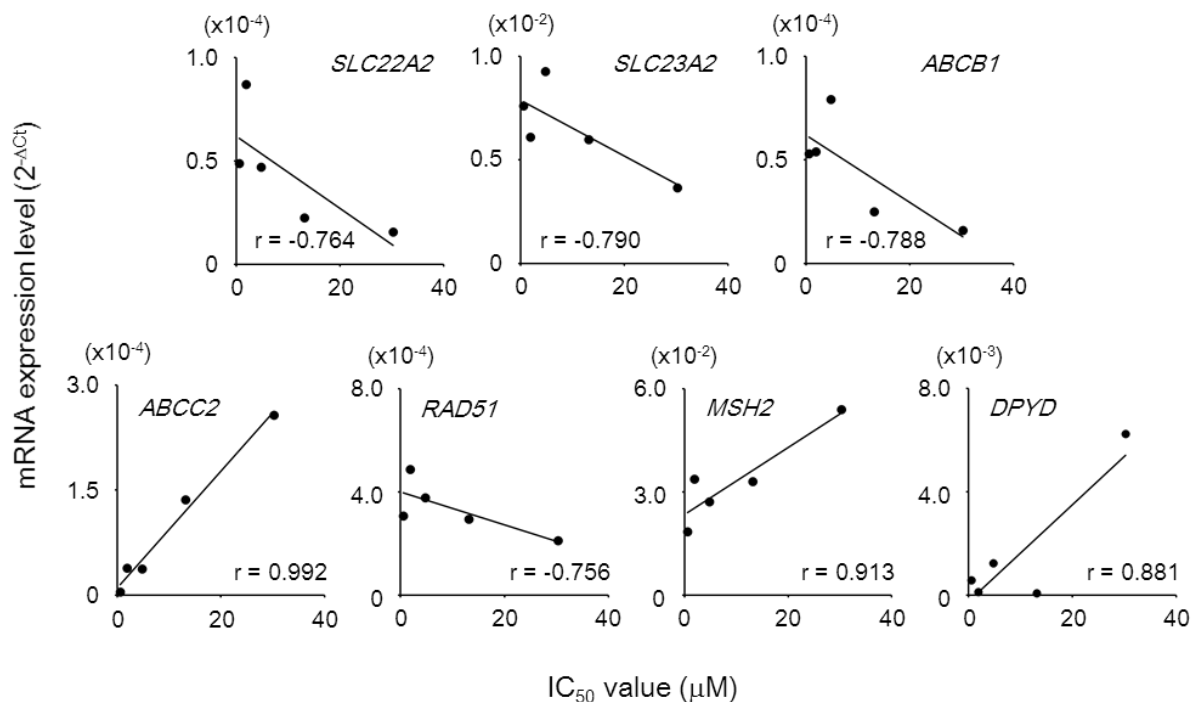 (x10⁻⁴) (x10⁻²) (x10⁻⁴)
1.0 SLC22A2 1.0 SLC23A2 1.0 ABCB1
0.5 0.5 0.5
r = -0.764 r = -0.790 r = -0.788
0 0 0
0 20 40 0 20 40 0 20 40
mRNA expression level (2⁻ΔCt)
(x10⁻⁴) (x10⁻⁴) (x10⁻²) (x10⁻³)
3.0 ABCC2 8.0 RAD51 6.0 MSH2 8.0 DPYD
1.5 4.0 3.0 4.0
r = 0.992 r = -0.756 r = 0.913 r = 0.881
0 0 0 0
0 20 40 0 20 40 0 20 40 0 20 40
IC₅₀ value (μM)